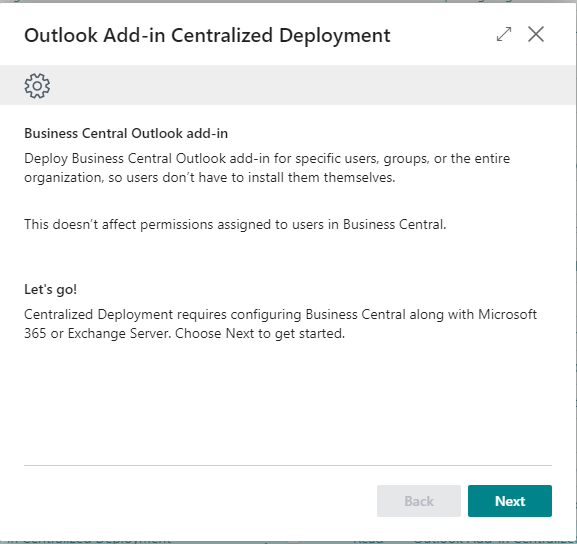 Outlook Add-in Centralized Deployment
Business Central Outlook add-in
Deploy Business Central Outlook add-in for specific users, groups, or the entire
organization, so users don't have to install them themselves.
This doesn't affect permissions assigned to users in Business Central.
Let's go!
Centralized Deployment requires configuring Business Central along with Microsoft
365 or Exchange Server. Choose Next to get started.
Back
Next